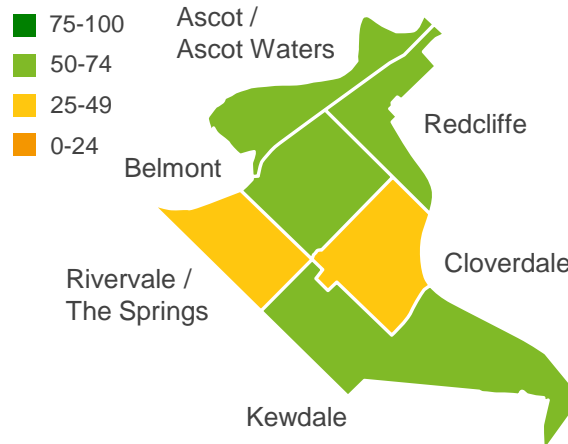 75-100
50-74
25-49
0-24
Ascot /
Ascot Waters
Redcliffe
Belmont
Cloverdale
Rivervale /
The Springs
Kewdale